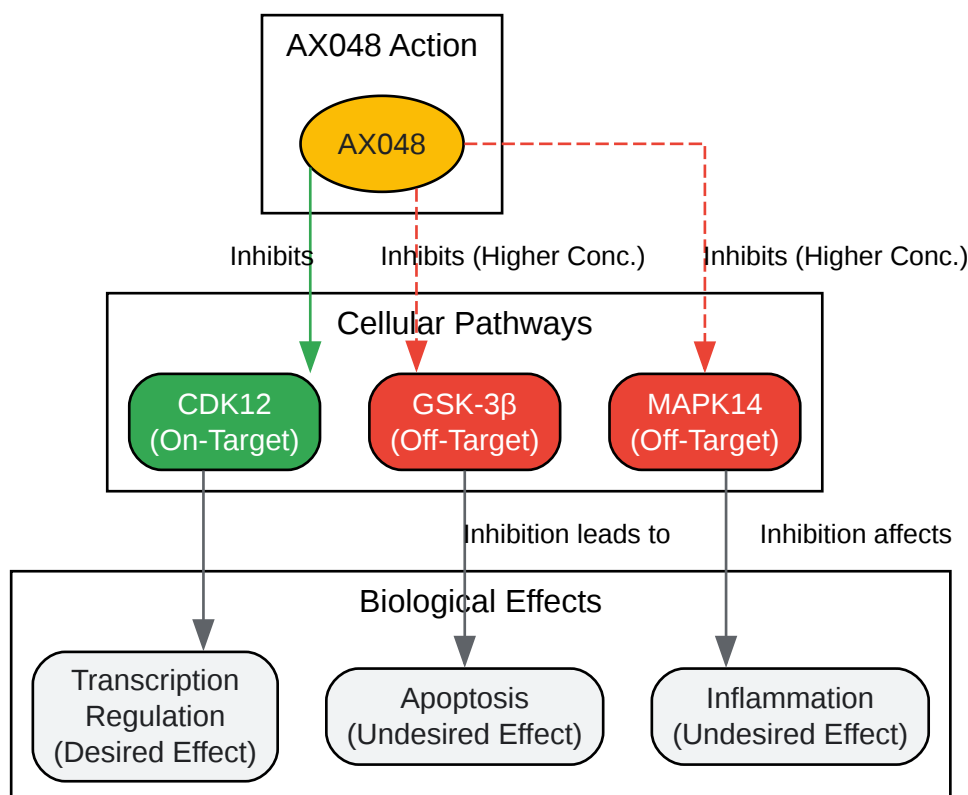 AX048 Action
AX048
Inhibits
Inhibits (Higher Conc.)
Inhibits (Higher Conc.)
Cellular Pathways
CDK12
(On-Target)
GSK-3β
(Off-Target)
MAPK14
(Off-Target)
Inhibition leads to
Inhibition affects
Biological Effects
Transcription
Regulation
(Desired Effect)
Apoptosis
(Undesired Effect)
Inflammation
(Undesired Effect)